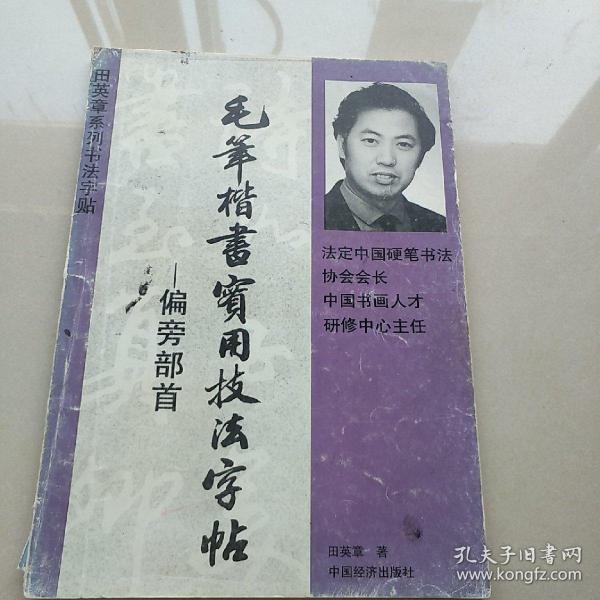 田英章系列书法字贴
毛笔楷書實用技法字帖
—偏旁部首
法定中国硬笔书法
协会会长
中国书画人才
研修中心主任
田英章 著
中国经济出版社
孔夫子旧书网
www.kongfz.com